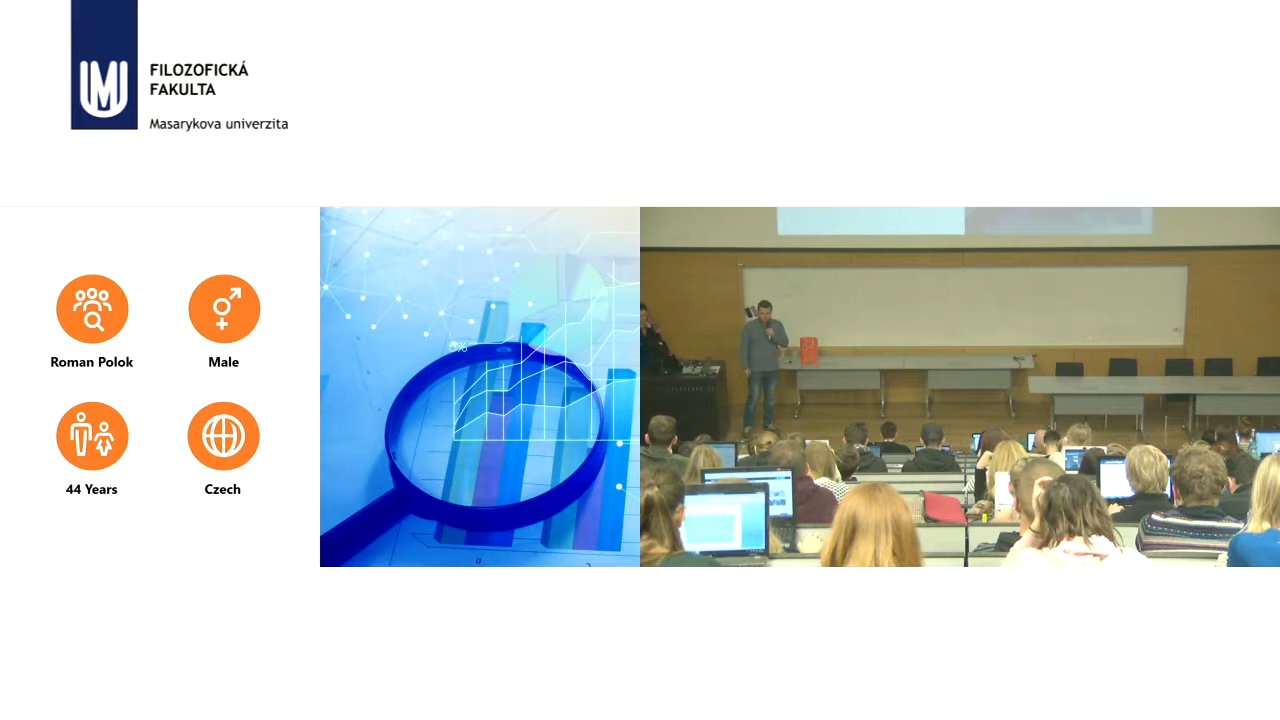 FILOZOFICKÁ
FAKULTA
Masarykova univerzita
Roman Polok
Male
44 Years
Czech